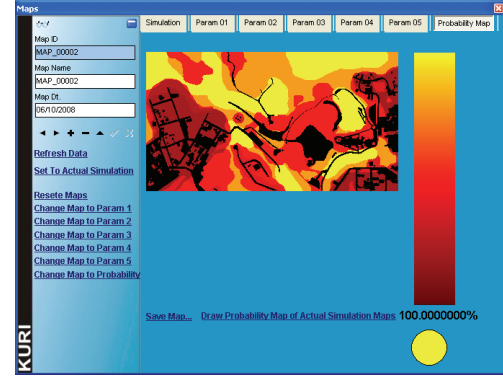 Maps
Simulation
Param 01
Param 02
Param 03
Param 04
Param 05
Probability Map
Map ID
MAP_00002
Map Name
MAP_00002
Map Dt.
06/10/2008
Refresh Data
Set To Actual Simulation
Resete Maps
Change Map to Param 1
Change Map to Param 2
Change Map to Param 3
Change Map to Param 4
Change Map to Param 5
Change Map to Probability
Save Map...
Draw Probability Map of Actual Simulation Maps
100.0000000%
KURI